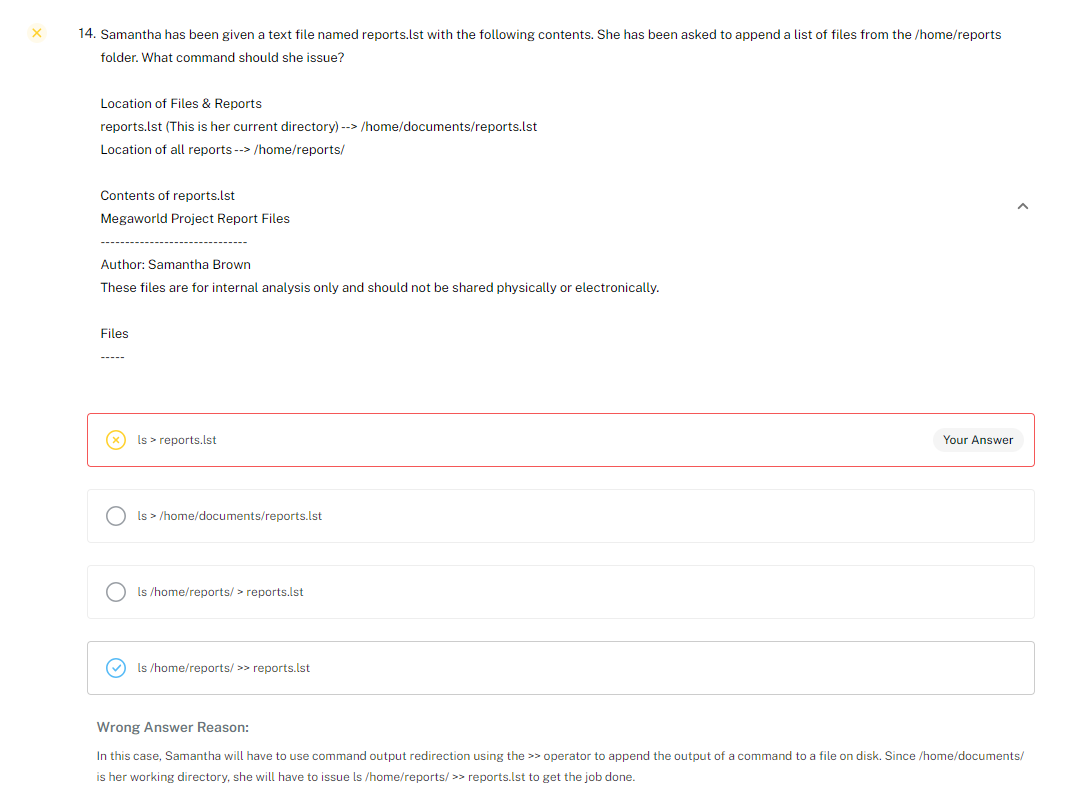 14. Samantha has been given a text file named reports.lst with the following contents. She has been asked to append a list of files from the /home/reports
folder. What command should she issue?
Location of Files & Reports
reports.lst (This is her current directory) --> /home/documents/reports.lst
Location of all reports --> /home/reports/
Contents of reports.lst
Megaworld Project Report Files
------------------------------
Author: Samantha Brown
These files are for internal analysis only and should not be shared physically or electronically.
Files
-----
ls > reports.lst Your Answer
ls > /home/documents/reports.lst
ls /home/reports/ > reports.lst
ls /home/reports/ >> reports.lst
Wrong Answer Reason:
In this case, Samantha will have to use command output redirection using the >> operator to append the output of a command to a file on disk. Since /home/documents/
is her working directory, she will have to issue ls /home/reports/ >> reports.lst to get the job done.